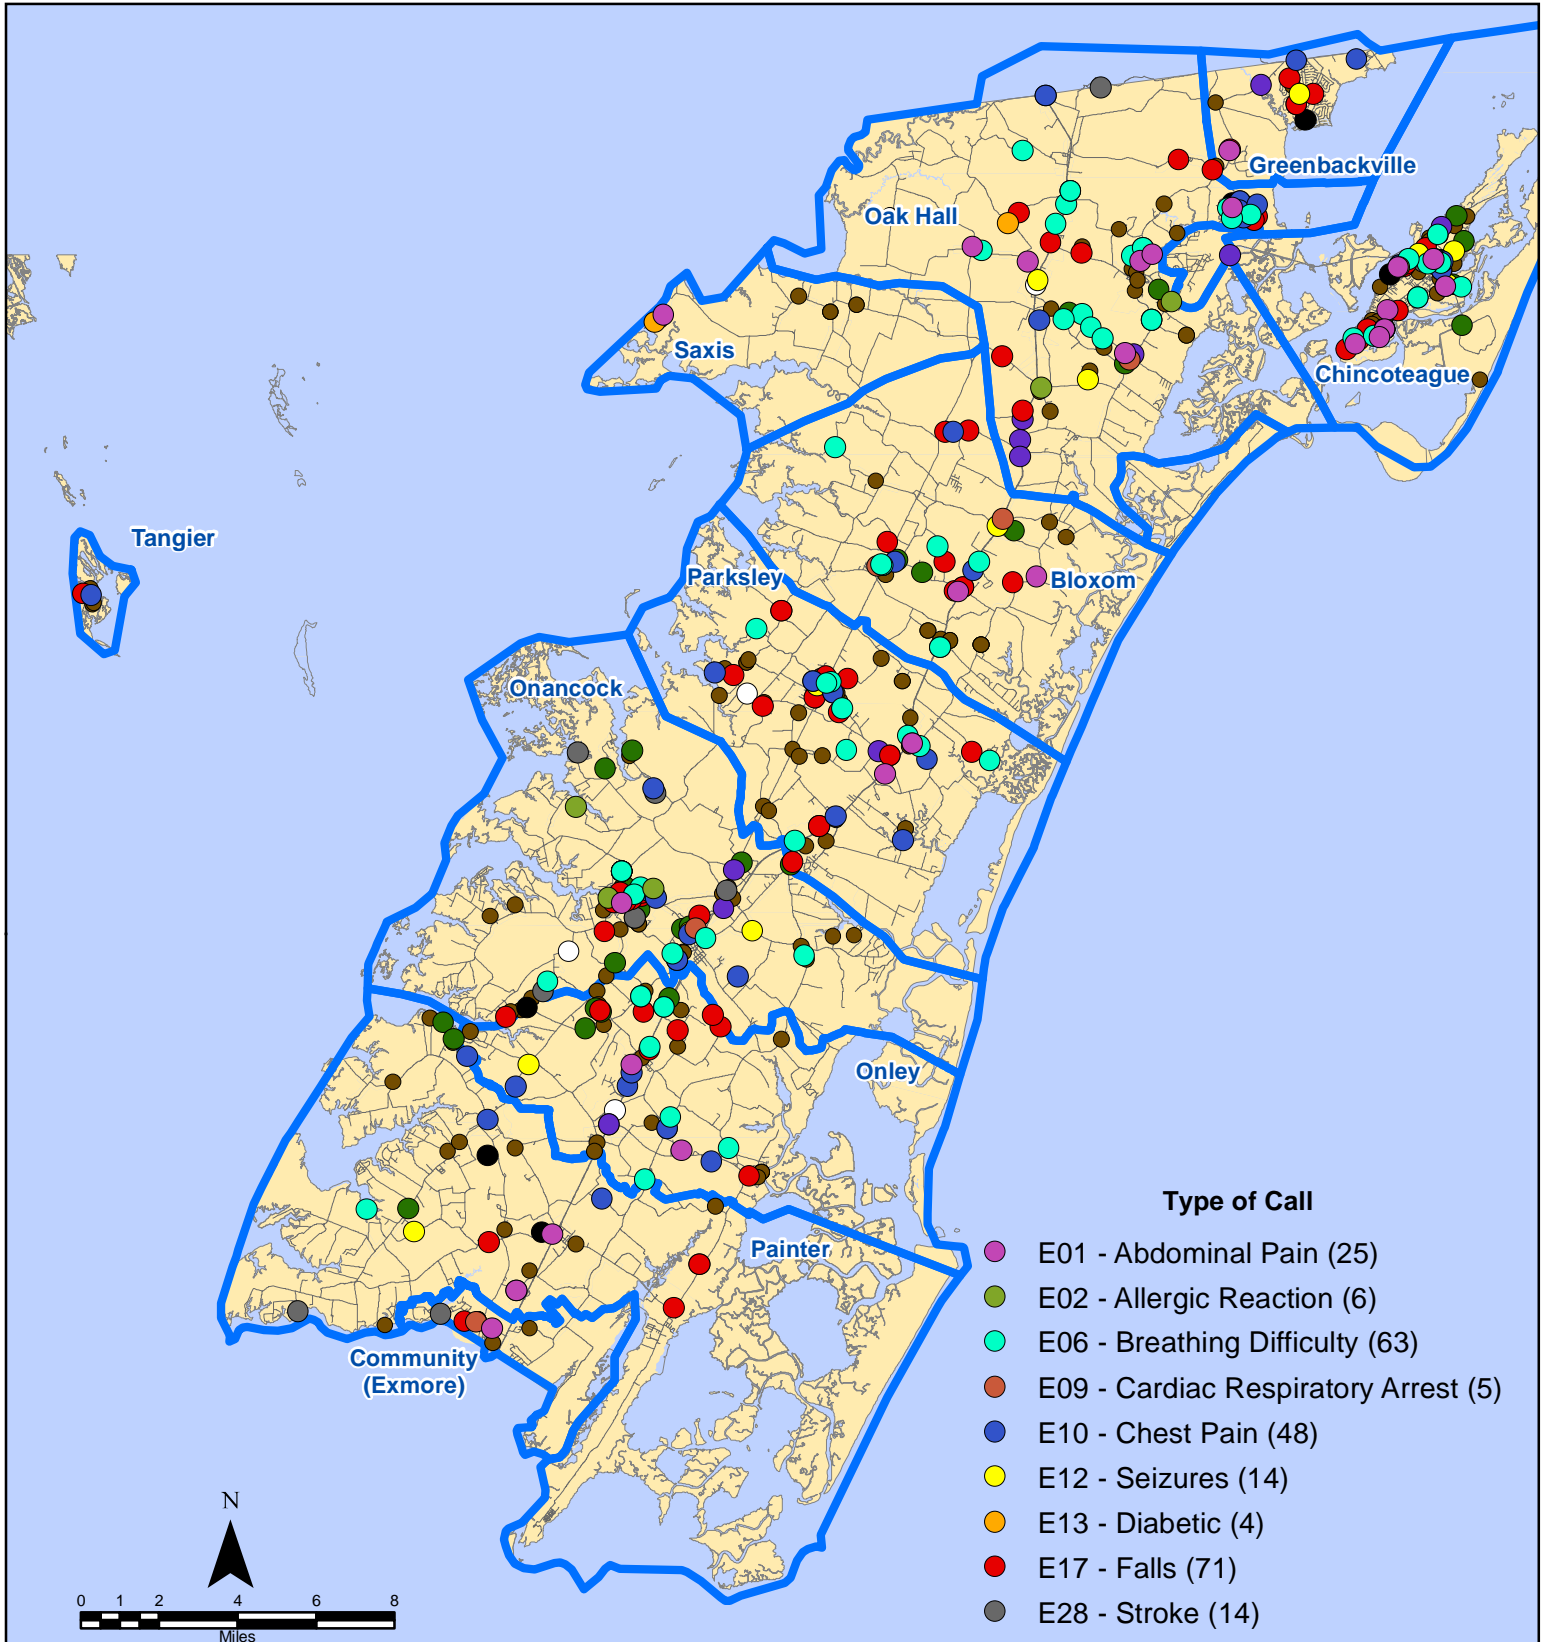 Greenbackville
Oak Hall
Saxis
Chincoteague
Tangier
Parksley
Bloxom
Onancock
Onley
Type of Call
Painter
E01 - Abdominal Pain (25)
E02 - Allergic Reaction (6)
E06 - Breathing Difficulty (63)
Community
(Exmore)
E09 - Cardiac Respiratory Arrest (5)
E10 - Chest Pain (48)
E12 - Seizures (14)
E13 - Diabetic (4)
E17 - Falls (71)
E28 - Stroke (14)
N
0 1 2 4 6 8
Miles